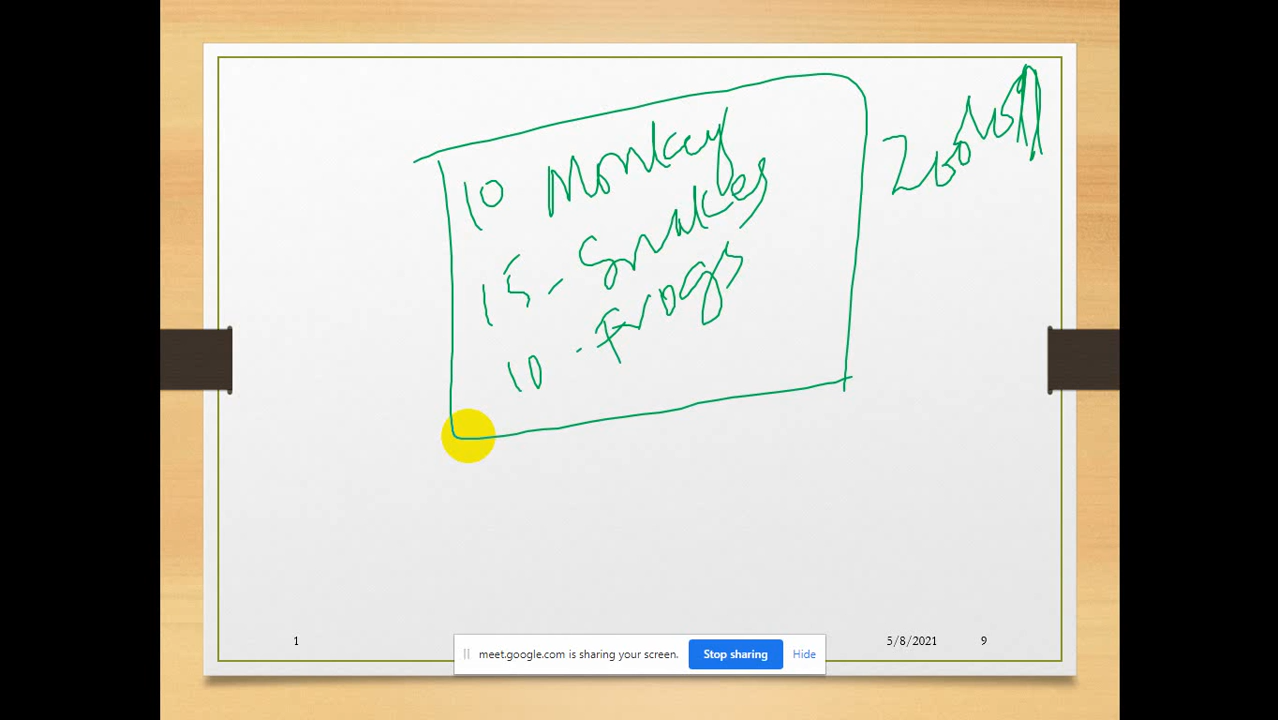 10 Monkey
15 - Snakes
10 - Frogs
1
meet.google.com is sharing your screen. Stop sharing Hide
5/8/2021 9